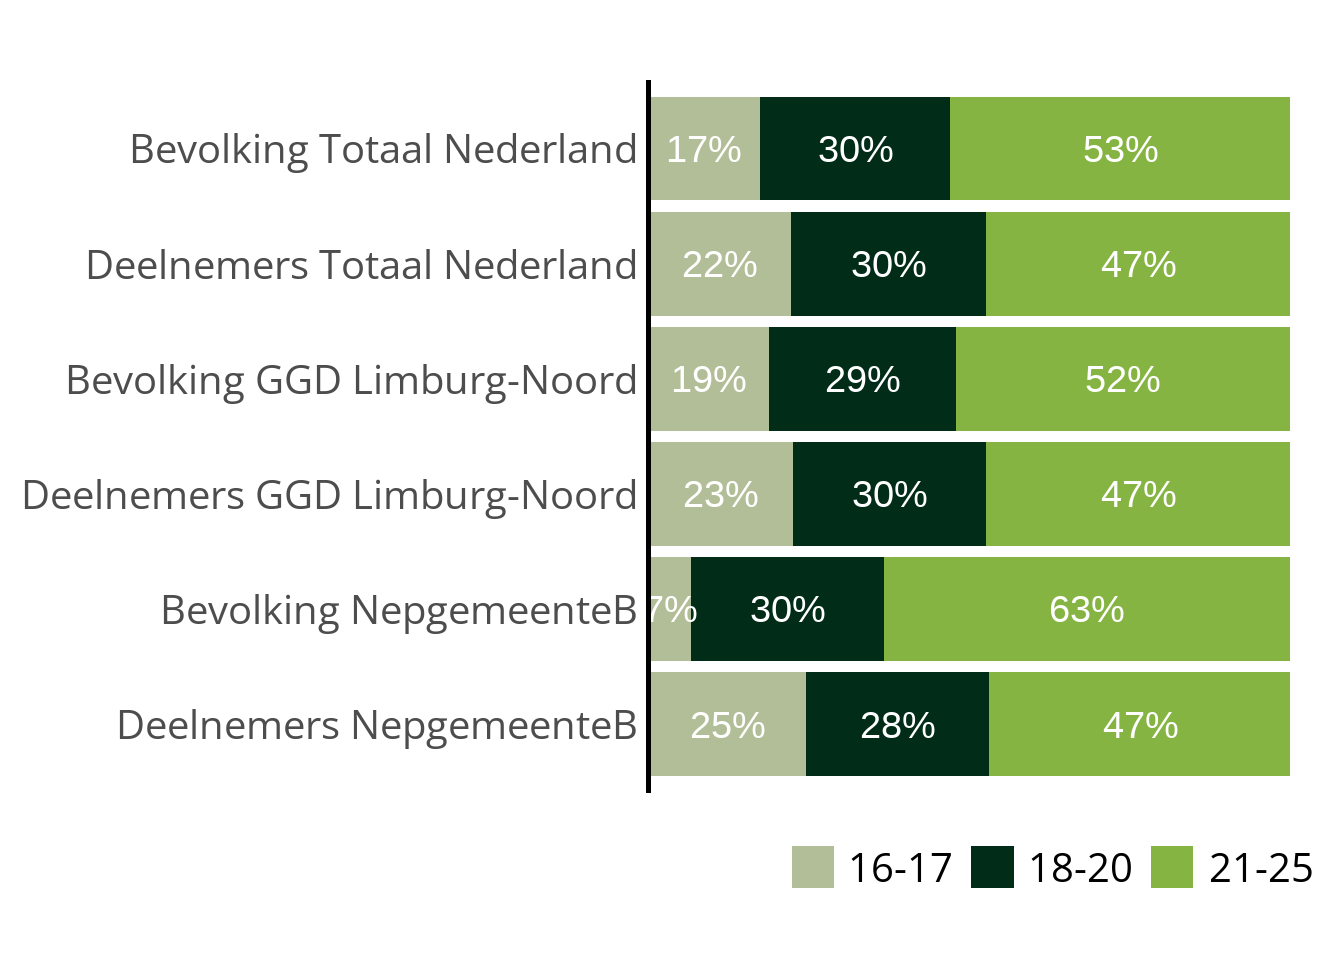 Bevolking Totaal Nederland 17% 30% 53%
Deelnemers Totaal Nederland 22% 30% 47%
Bevolking GGD Limburg-Noord 19% 29% 52%
Deelnemers GGD Limburg-Noord 23% 30% 47%
Bevolking NepgemeenteB 7% 30% 63%
Deelnemers NepgemeenteB 25% 28% 47%
16-17 18-20 21-25